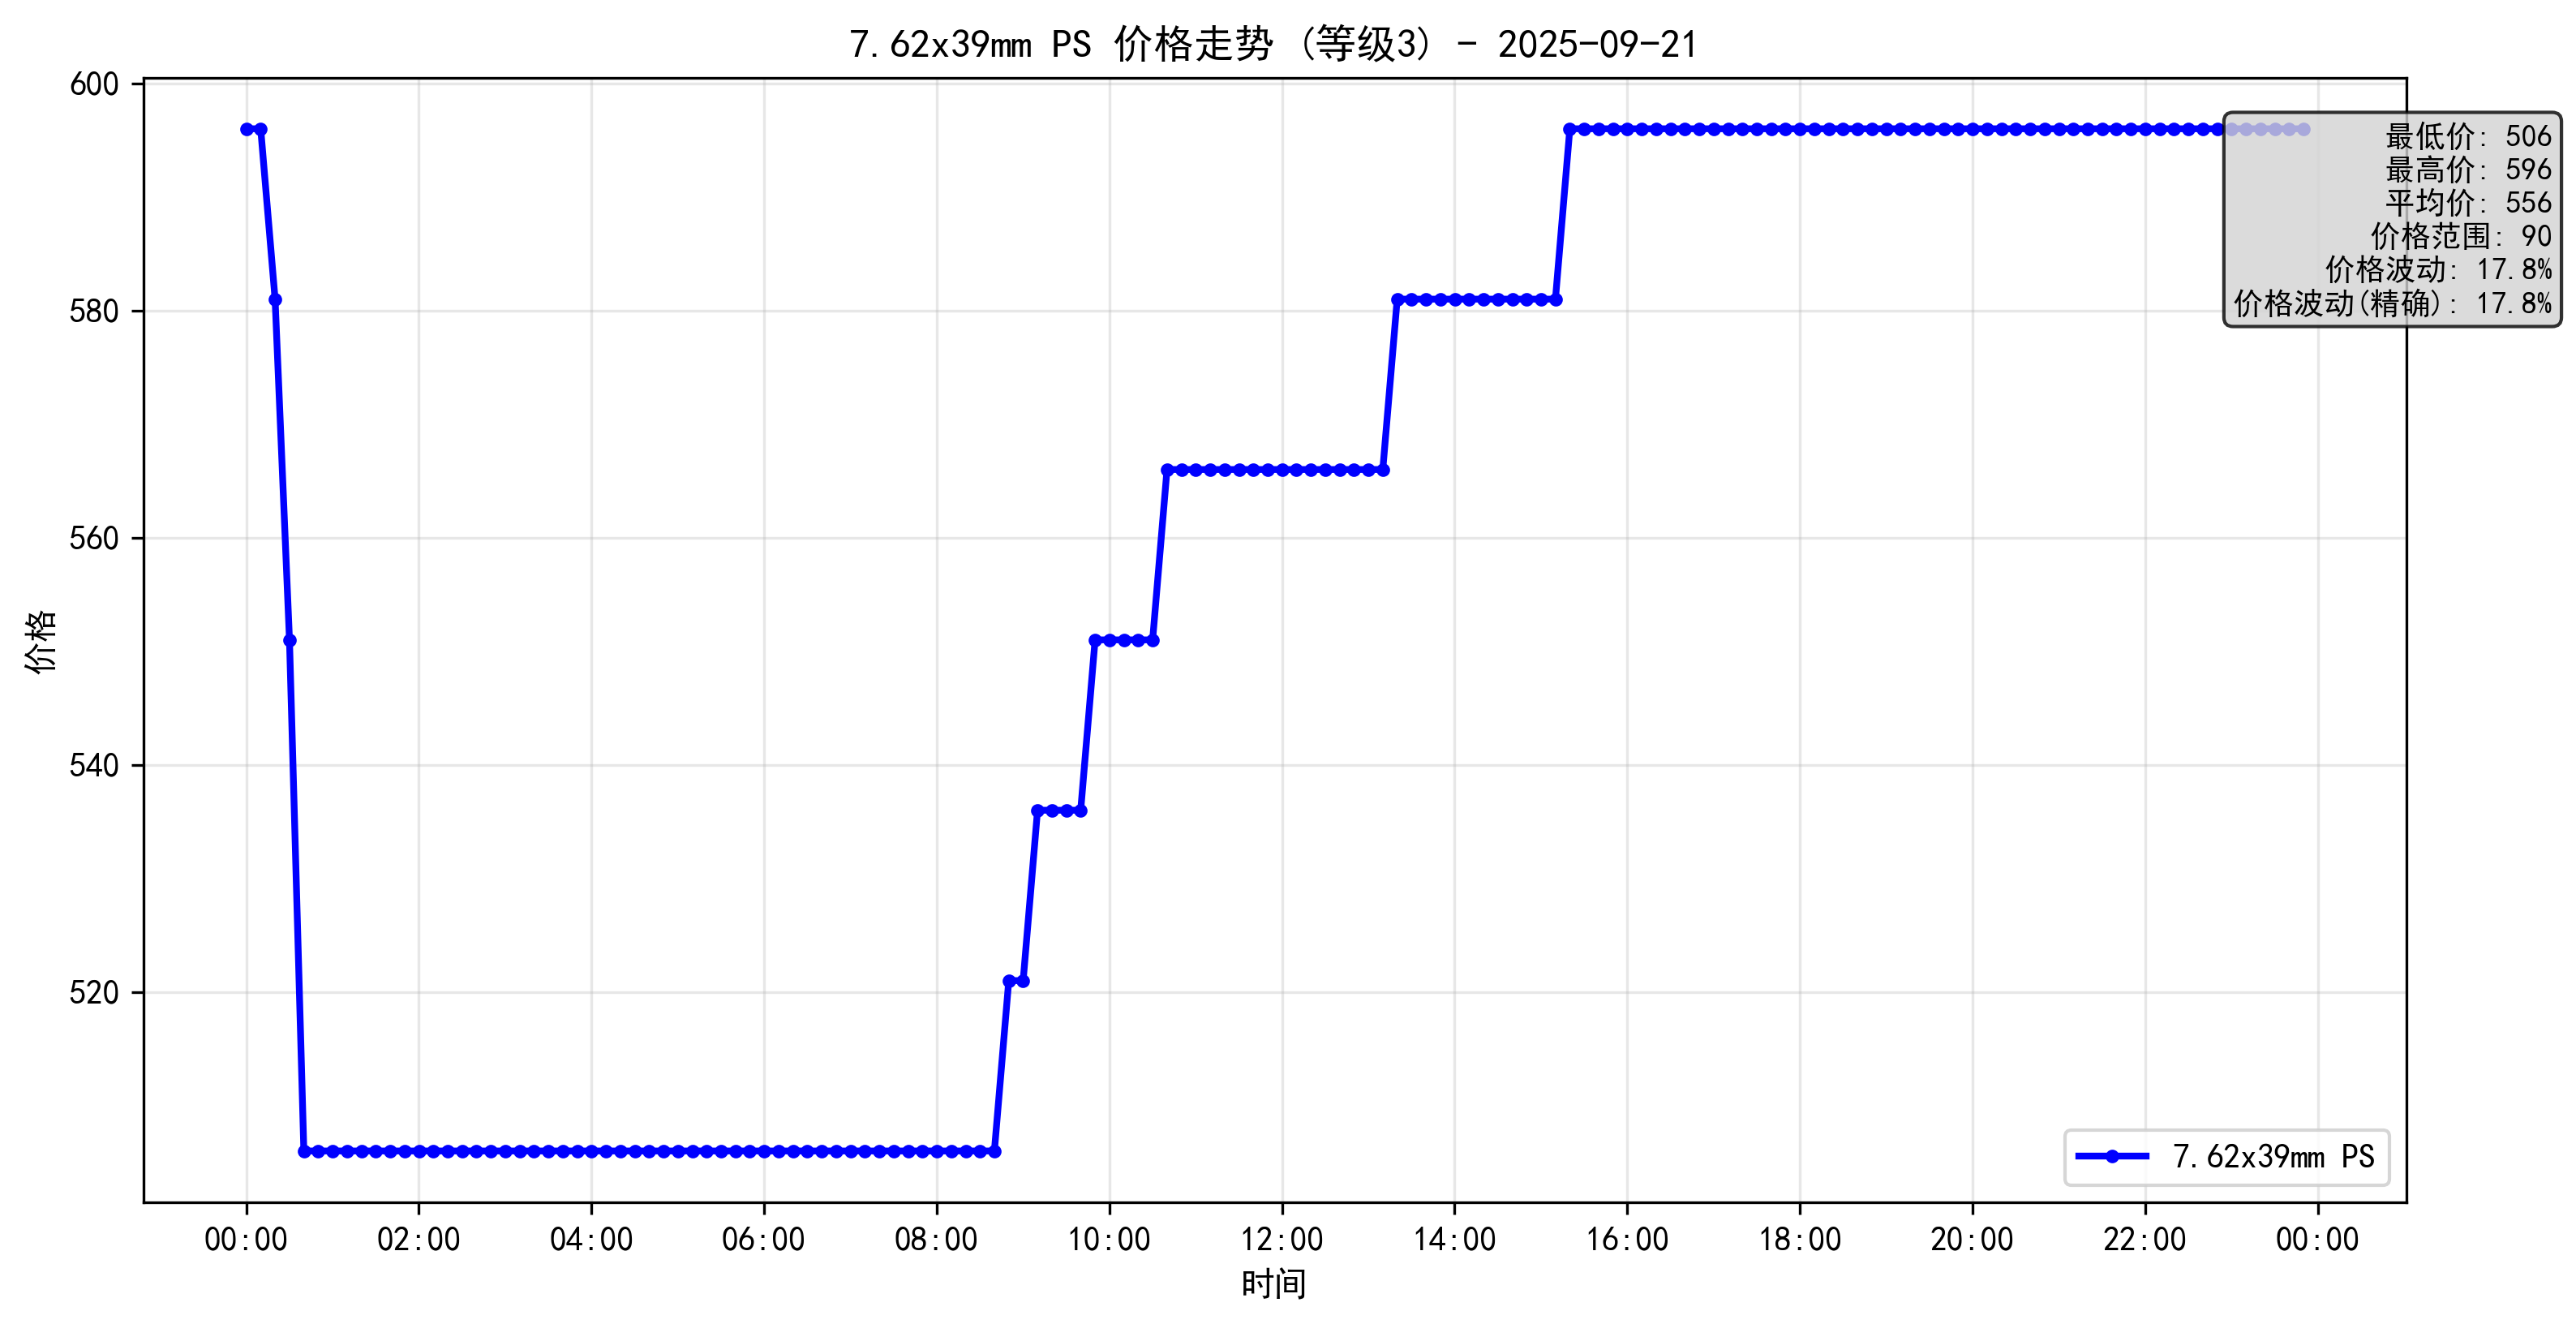 7.62x39mm PS 价格走势 (等级3) - 2025-09-21
600
580
560
540
520
价格
最低价: 506
最高价: 596
平均价: 556
价格范围: 90
价格波动: 17.8%
价格波动(精确): 17.8%
7.62x39mm PS
00:00 02:00 04:00 06:00 08:00 10:00 12:00 14:00 16:00 18:00 20:00 22:00 00:00
时间